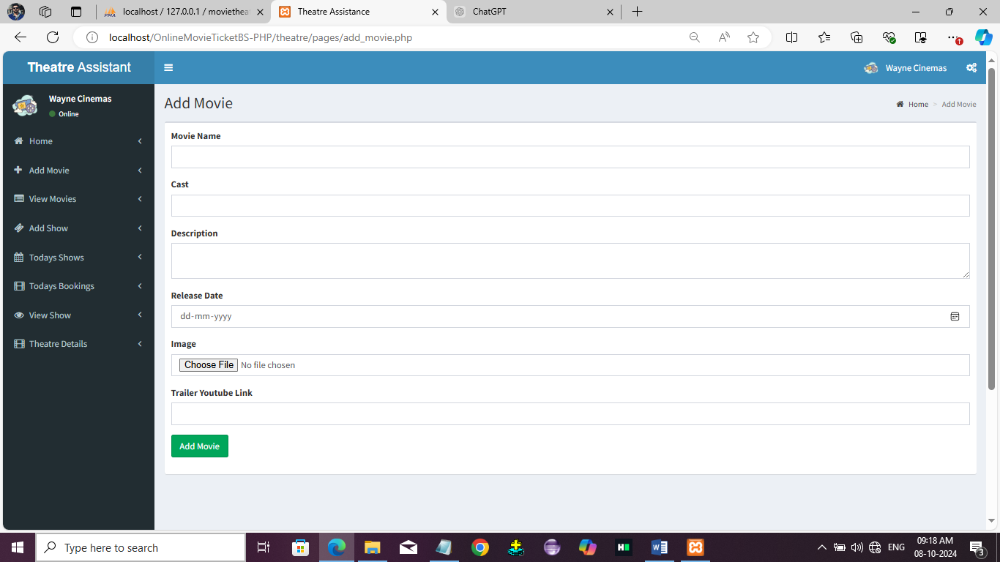 localhost / 127.0.0.1 / moviethea
Theatre Assistance
ChatGPT
localhost/OnlineMovieTicketBS-PHP/theatre/pages/add_movie.php
Theatre Assistant
Wayne Cinemas
Wayne Cinemas
Online
Home
Add Movie
View Movies
Add Show
Todays Shows
Todays Bookings
View Show
Theatre Details
Add Movie
Home > Add Movie
Movie Name
Cast
Description
Release Date
dd-mm-yyyy
Image
Choose File No file chosen
Trailer Youtube Link
Add Movie
Type here to search
ENG
09:18 AM
08-10-2024
3